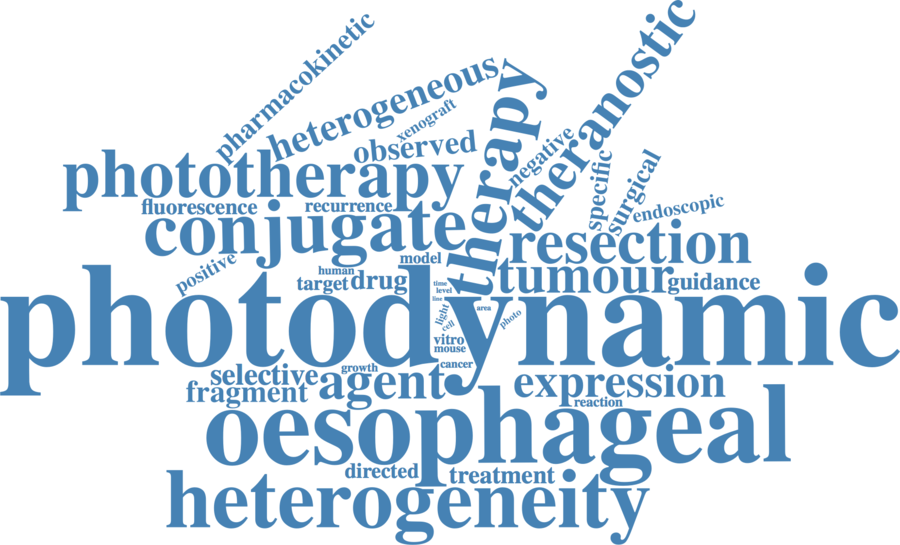 pharmacokinetic
theranostic
heterogeneous
xenograft
observed
therapy
negative
phototherapy
specific
surgical
fluorescence
recurrence
endoscopic
conjugate
resection
positive
model
human
target
drug
tumour
guidance
time
level
line
photodynamic
area
light
cell
photo
vitro
mouse
cancer
growth
selective
agent
expression
fragment
reaction
oesophageal
directed
treatment
heterogeneity